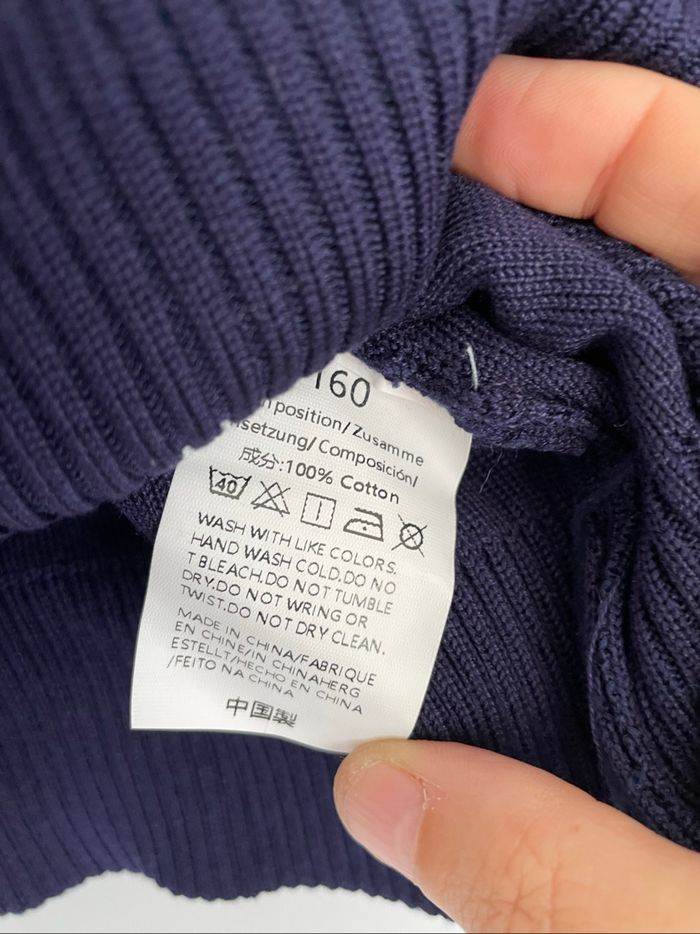 160
position/Zusamme
setzung/Composición/
成分:100% Cotton
40
WASH WITH LIKE COLORS.
HAND WASH COLD.DO NO
T BLEACH.DO NOT TUMBLE
DRY.DO NOT WRING OR
TWIST.DO NOT DRY CLEAN.
MADE IN CHINA/FABRIQUE
EN CHINE/IN CHINAHERG
ESTELLT/HECHO EN CHINA
/FEITO NA CHINA
中国製